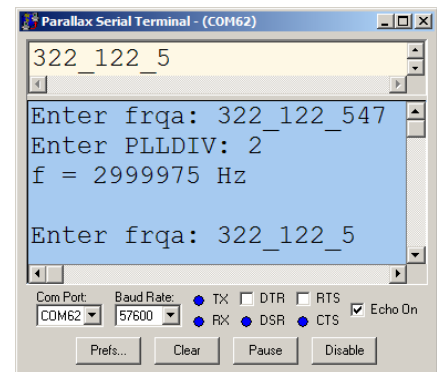 Parallax Serial Terminal - (COM62)
322_122_5
Enter frqa: 322_122_547
Enter PLLDIV: 2
f = 2999975 Hz
Enter frqa: 322_122_5
Com Port: Baud Rate: TX DTR RTS
COM62 57600 RX DSR CTS Echo On
Prefs... Clear Pause Disable